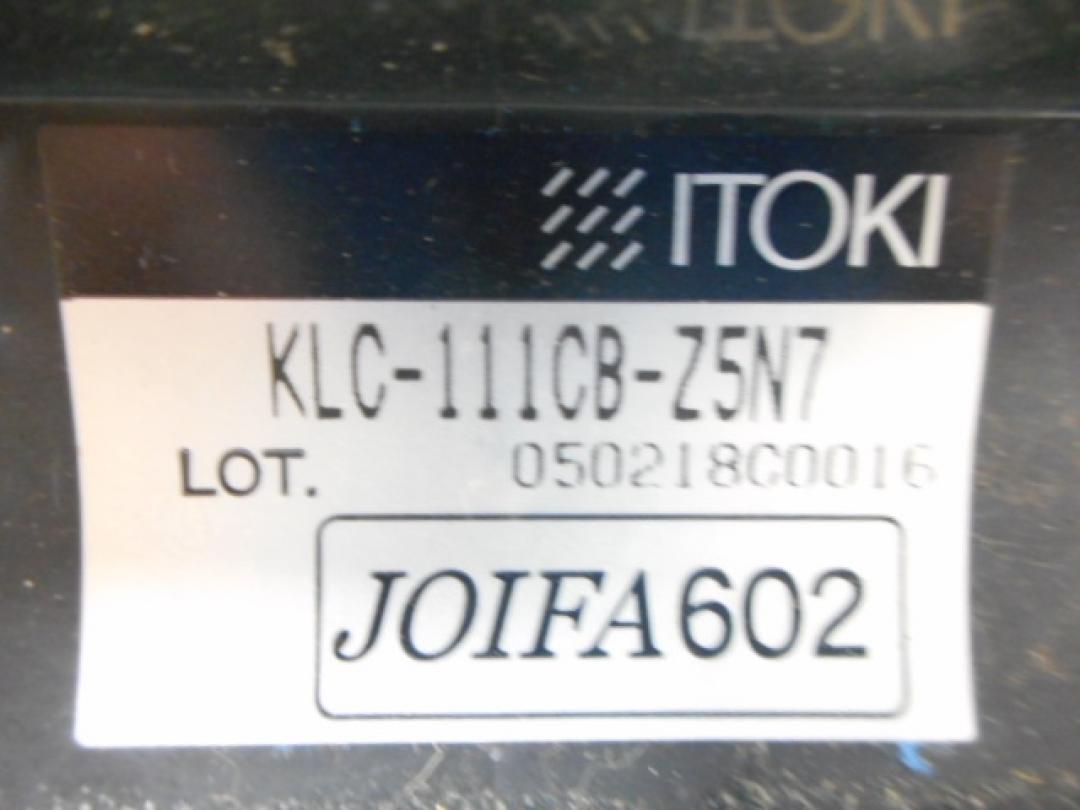 ITOKI
KLC-111CB-Z5N7
LOT. 050218C0016
JOIFA602